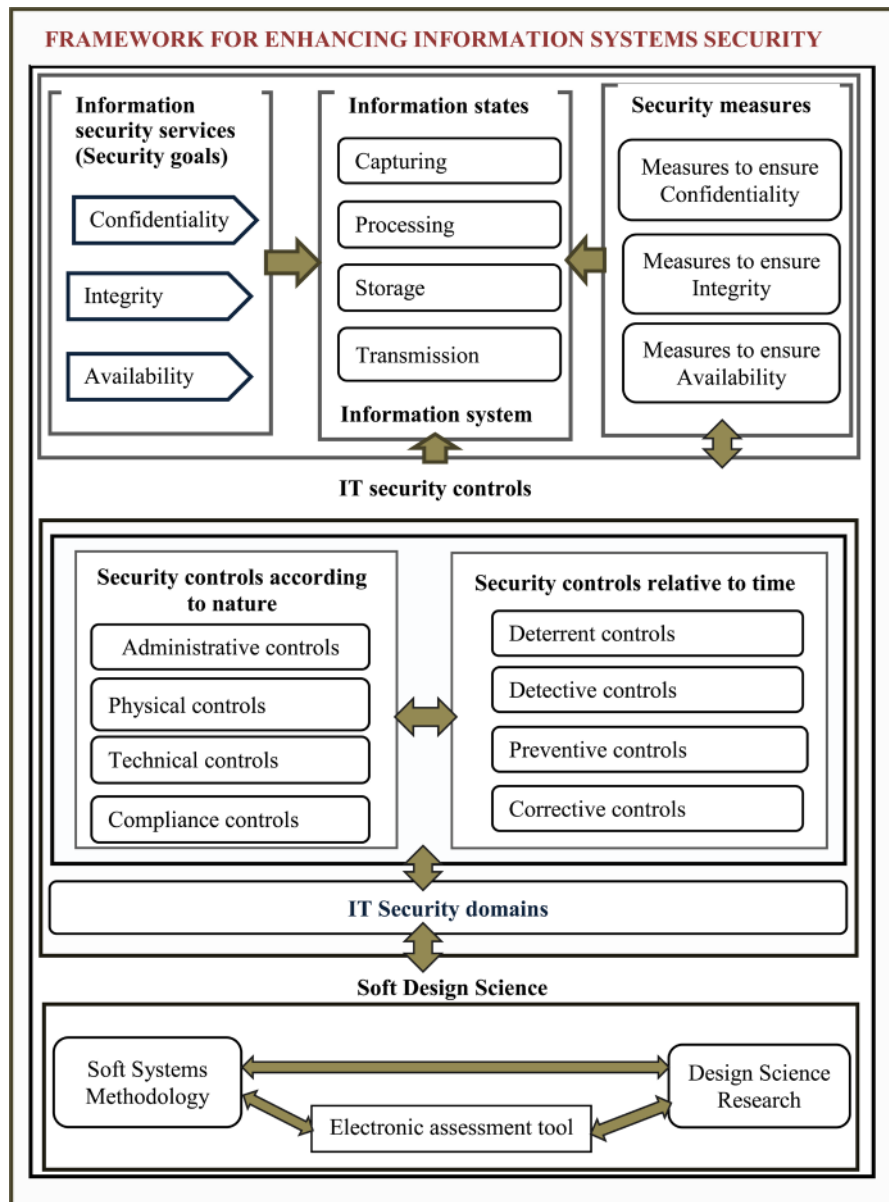 FRAMEWORK FOR ENHANCING INFORMATION SYSTEMS SECURITY
Information
security services
(Security goals)
Confidentiality
Integrity
Availability
Information states
Capturing
Processing
Storage
Transmission
Information system
Security measures
Measures to ensure
Confidentiality
Measures to ensure
Integrity
Measures to ensure
Availability
IT security controls
Security controls according
to nature
Administrative controls
Physical controls
Technical controls
Compliance controls
Security controls relative to time
Deterrent controls
Detective controls
Preventive controls
Corrective controls
IT Security domains
Soft Design Science
Soft Systems
Methodology
Electronic assessment tool
Design Science
Research